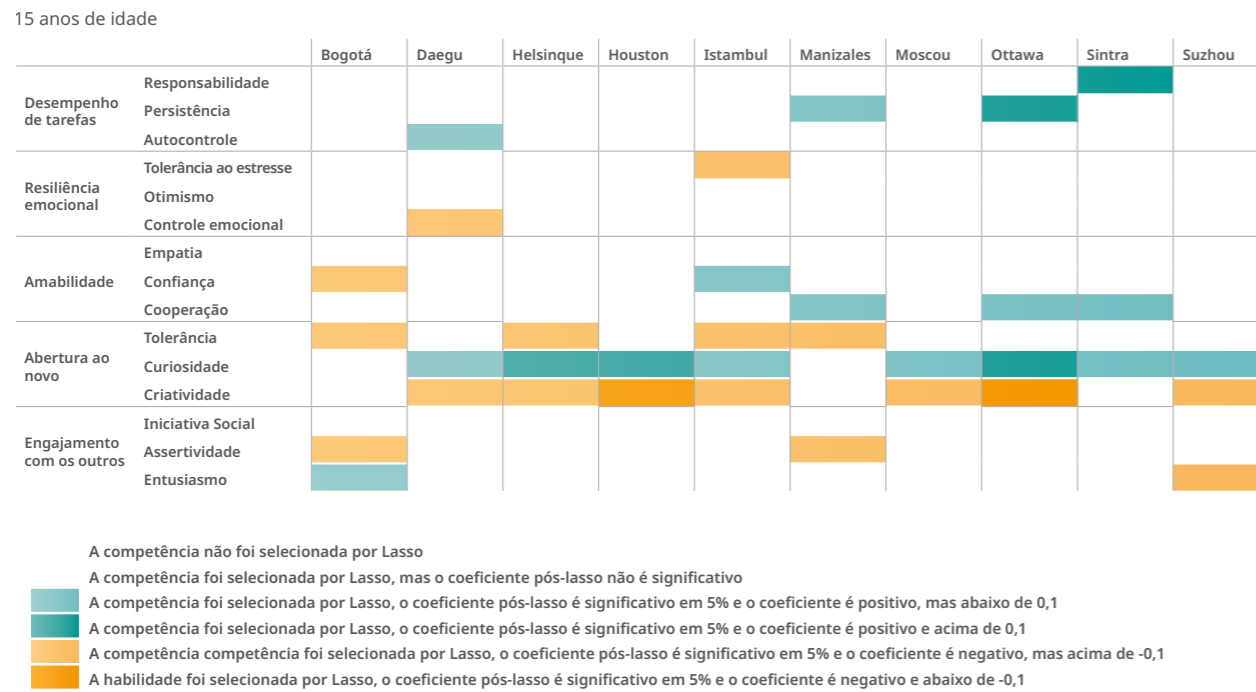 15 anos de idade
Bogotá Daegu Helsinque Houston Istambul Manizales Moscou Ottawa Sintra Suzhou
Desempenho
de tarefas
Responsabilidade
Persistência
Autocontrole
Resiliência
emocional
Tolerância ao estresse
Otimismo
Controle emocional
Amabilidade
Empatia
Confiança
Cooperação
Abertura ao
novo
Tolerância
Curiosidade
Criatividade
Engajamento
com os outros
Iniciativa Social
Assertividade
Entusiasmo
A competência não foi selecionada por Lasso
A competência foi selecionada por Lasso, mas o coeficiente pós-lasso não é significativo
A competência foi selecionada por Lasso, o coeficiente pós-lasso é significativo em 5% e o coeficiente é positivo, mas abaixo de 0,1
A competência foi selecionada por Lasso, o coeficiente pós-lasso é significativo em 5% e o coeficiente é positivo e acima de 0,1
A competência competência foi selecionada por Lasso, o coeficiente pós-lasso é significativo em 5% e o coeficiente é negativo, mas acima de -0,1
A habilidade foi selecionada por Lasso, o coeficiente pós-lasso é significativo em 5% e o coeficiente é negativo e abaixo de -0,1